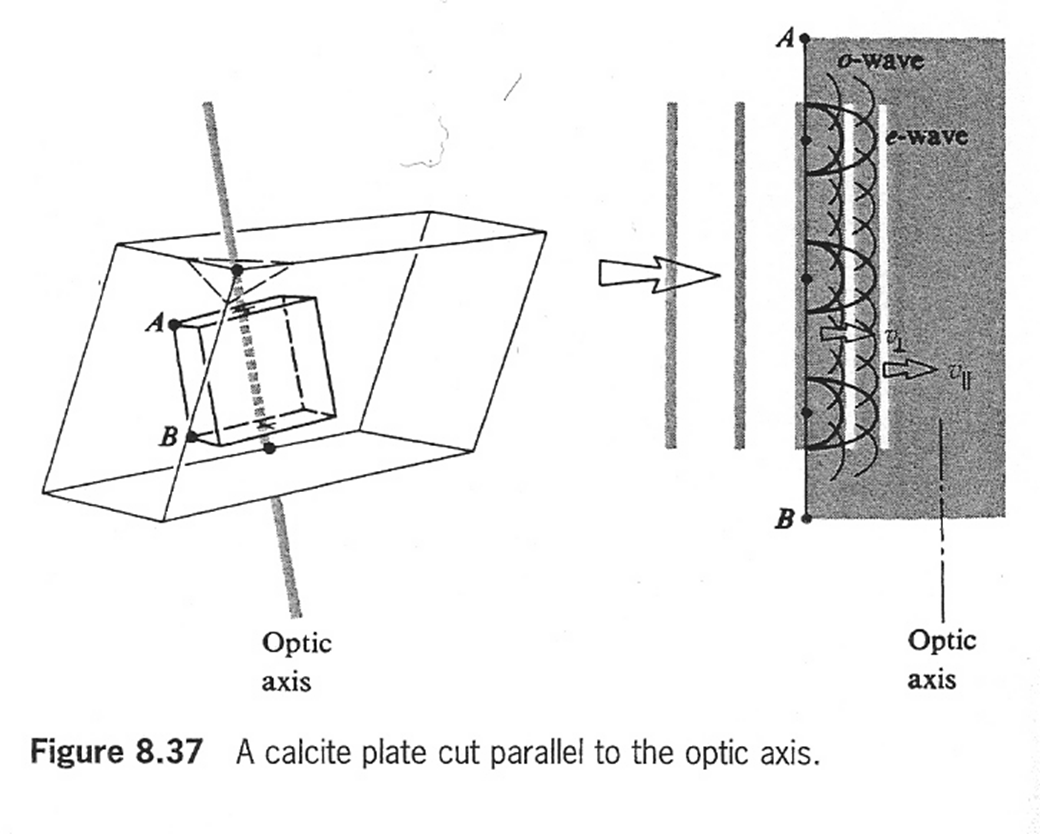 A
o-wave
e-wave
A
B
v⊥
v||
B
Optic
axis
Optic
axis
Figure 8.37 A calcite plate cut parallel to the optic axis.